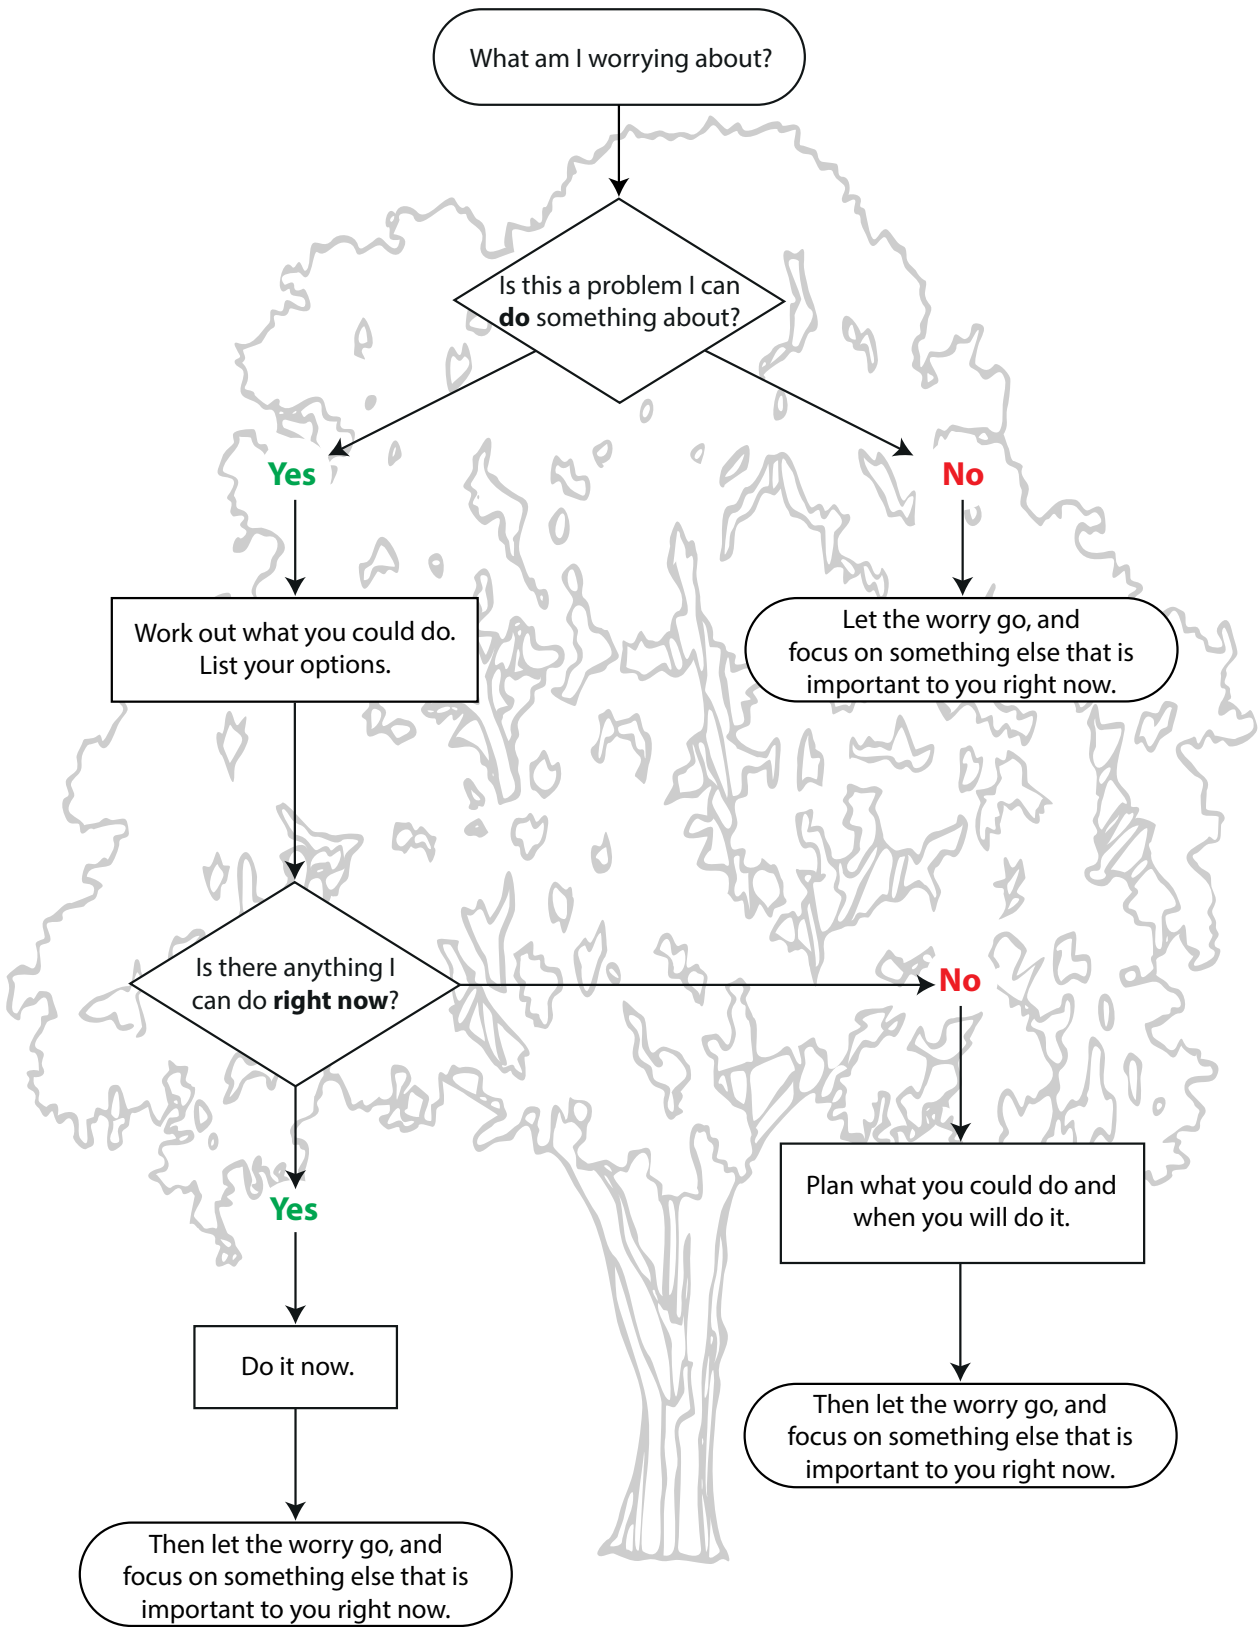 What am I worrying about?
Is this a problem I can
do something about?
Yes
No
Work out what you could do.
List your options.
Let the worry go, and
focus on something else that is
important to you right now.
Is there anything I
can do right now?
No
Yes
Plan what you could do and
when you will do it.
Do it now.
Then let the worry go, and
focus on something else that is
important to you right now.
Then let the worry go, and
focus on something else that is
important to you right now.